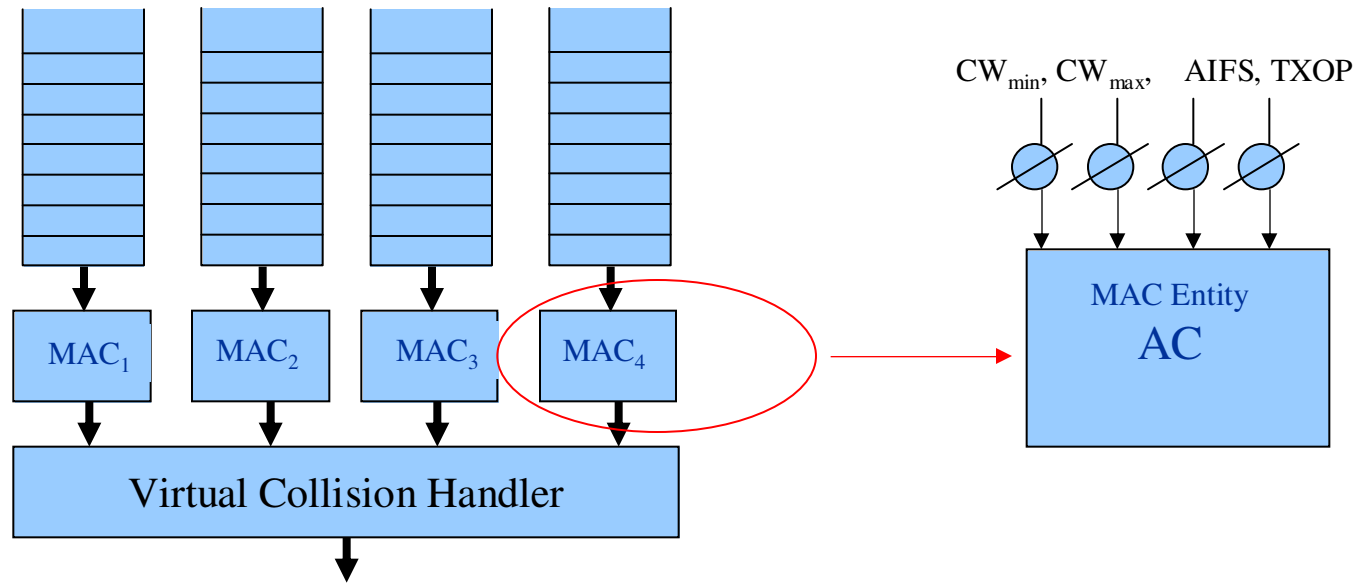 CWmin, CWmax, AIFS, TXOP
MAC1 MAC2 MAC3 MAC4
MAC Entity
AC
Virtual Collision Handler